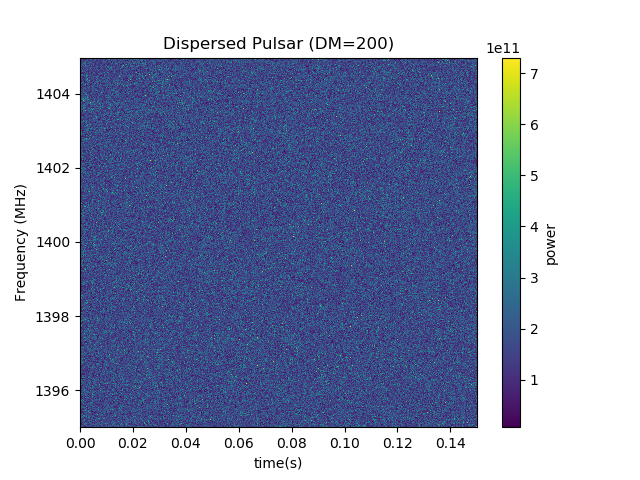 Dispersed Pulsar (DM=200)
1e11
1404
1402
1400
1398
1396
Frequency (MHz)
0.00 0.02 0.04 0.06 0.08 0.10 0.12 0.14
time(s)
7
6
5
4
3
2
1
power